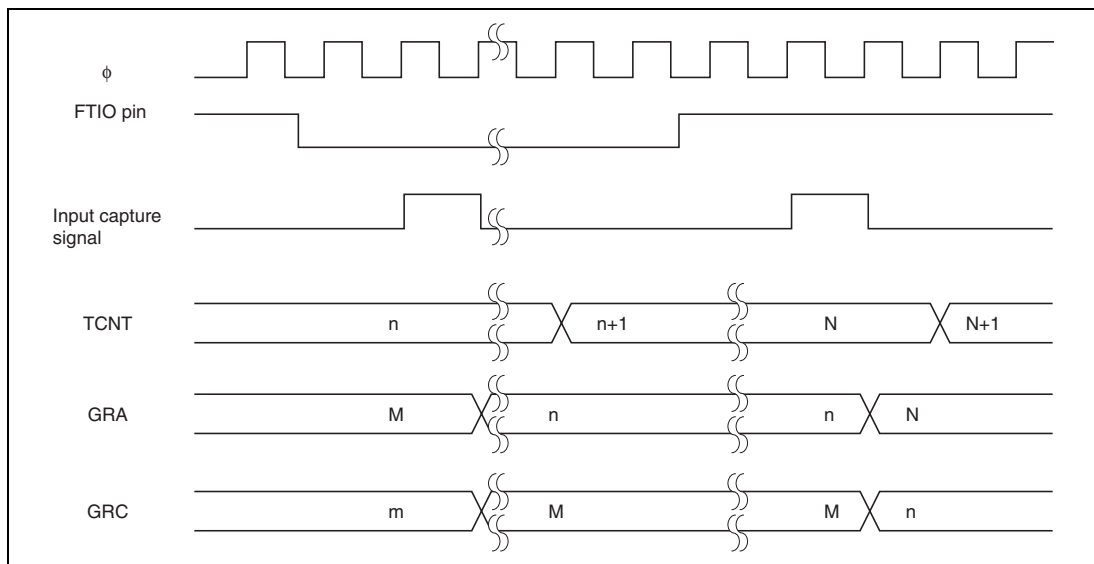 ϕ
FTIO pin
Input capture
signal
TCNT
n
n+1
N
N+1
GRA
M
n
n
N
GRC
m
M
M
n